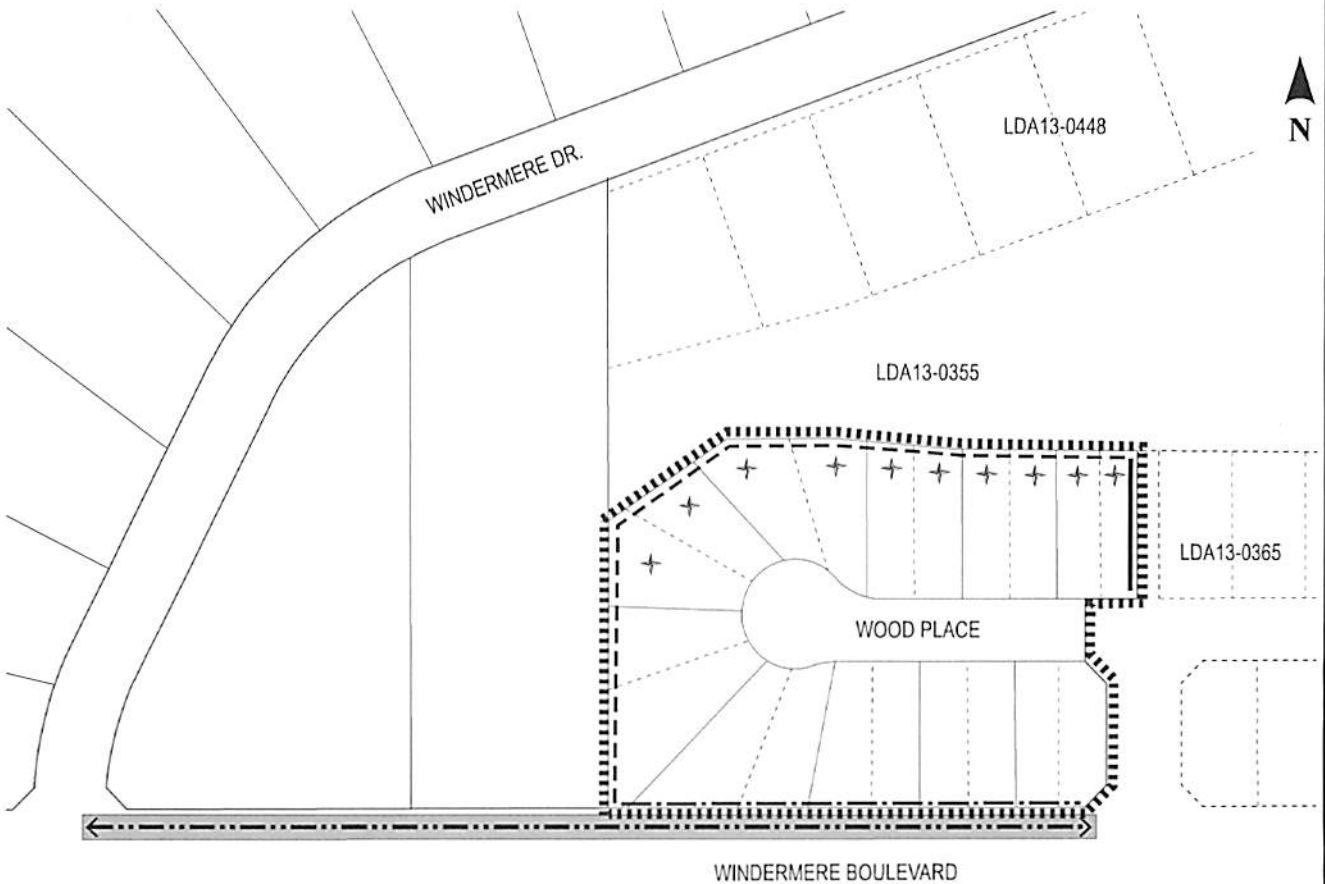 LDA13-0448
N
WINDERMERE DR.
LDA13-0355
LDA13-0365
WOOD PLACE
WINDERMERE BOULEVARD